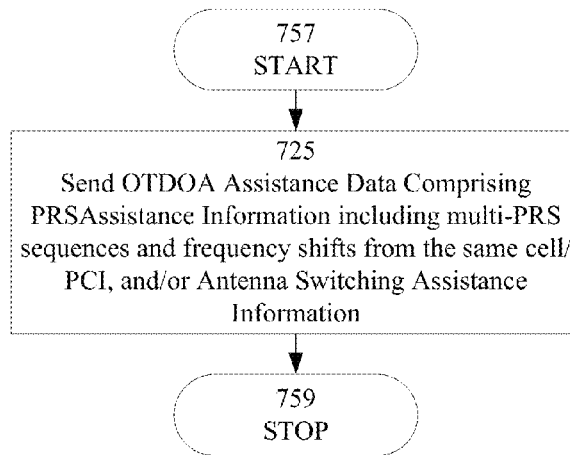 757
START
725
Send OTDOA Assistance Data Comprising
PRSAssistance Information including multi-PRS
sequences and frequency shifts from the same cell/
PCI, and/or Antenna Switching Assistance
Information
759
STOP